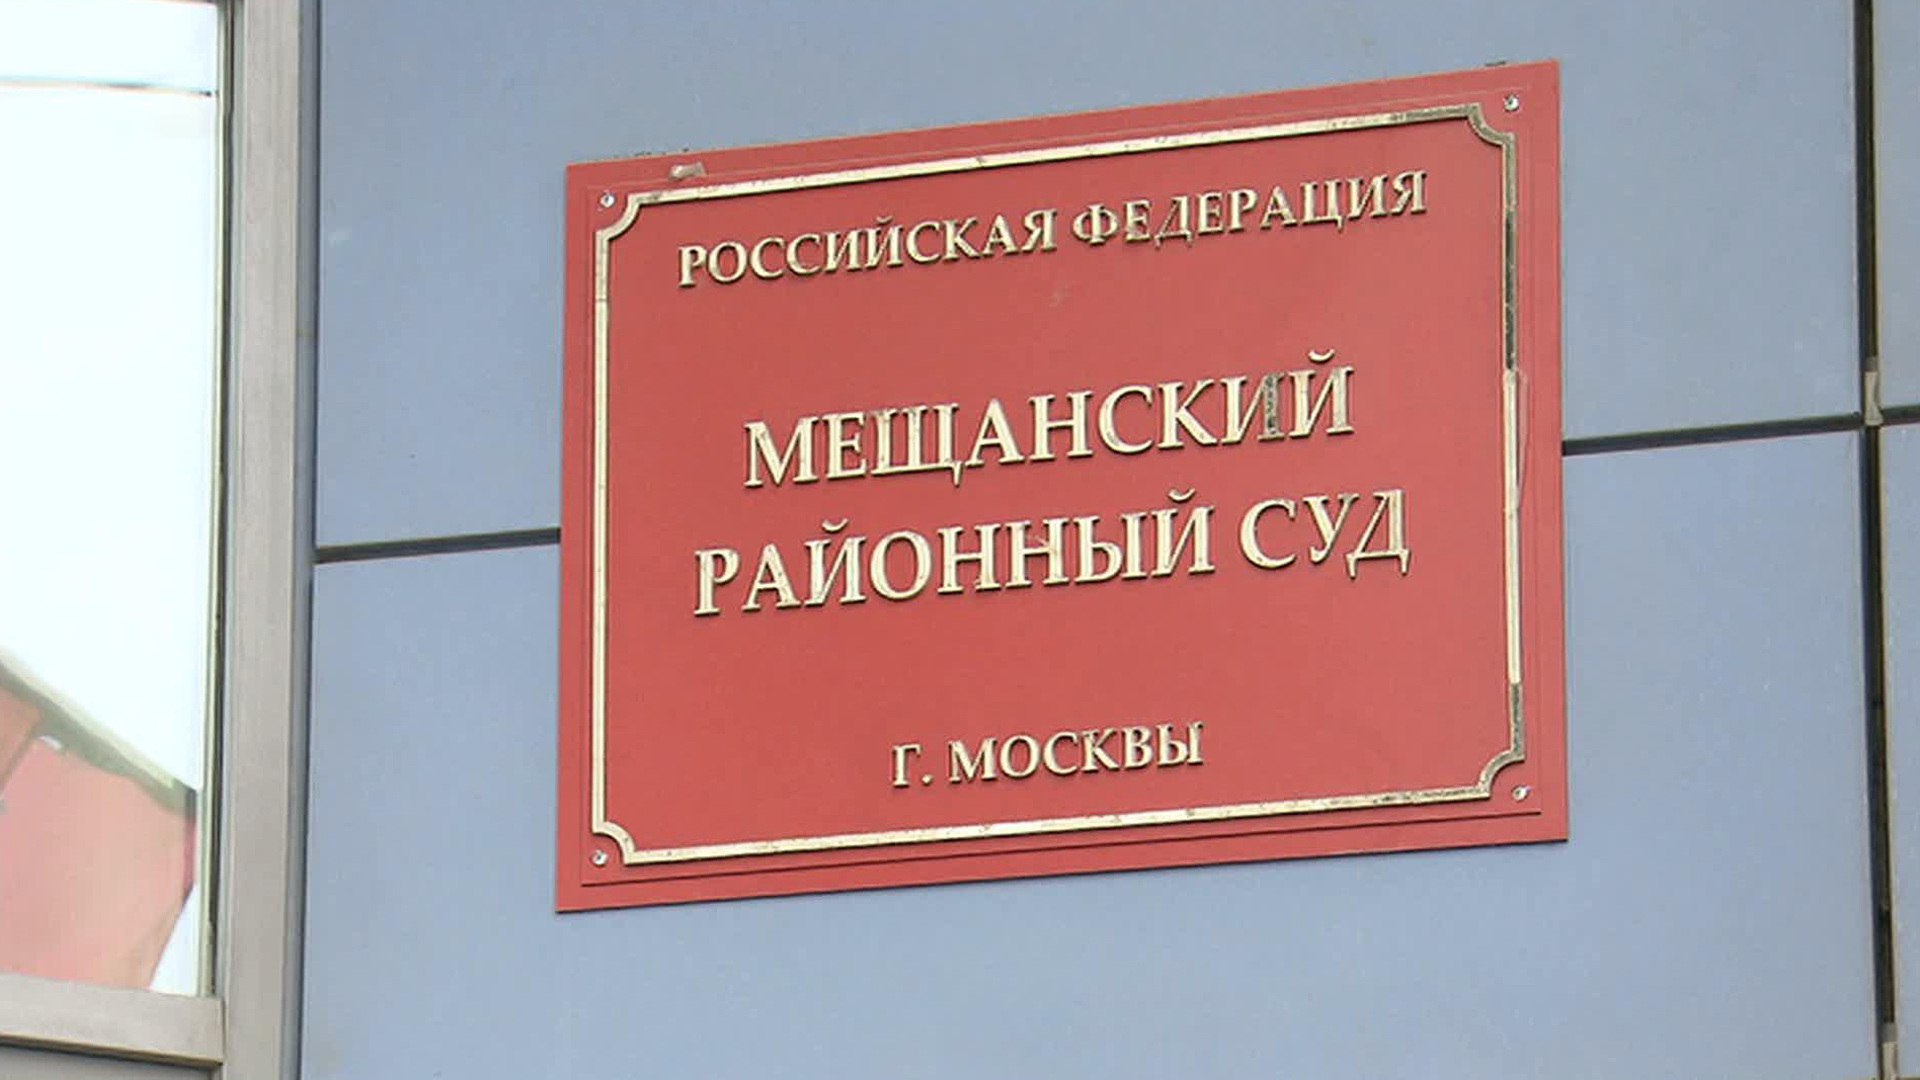 РОССИЙСКАЯ ФЕДЕРАЦИЯ
МЕЩАНСКИЙ
РАЙОННЫЙ СУД
Г. МОСКВЫ